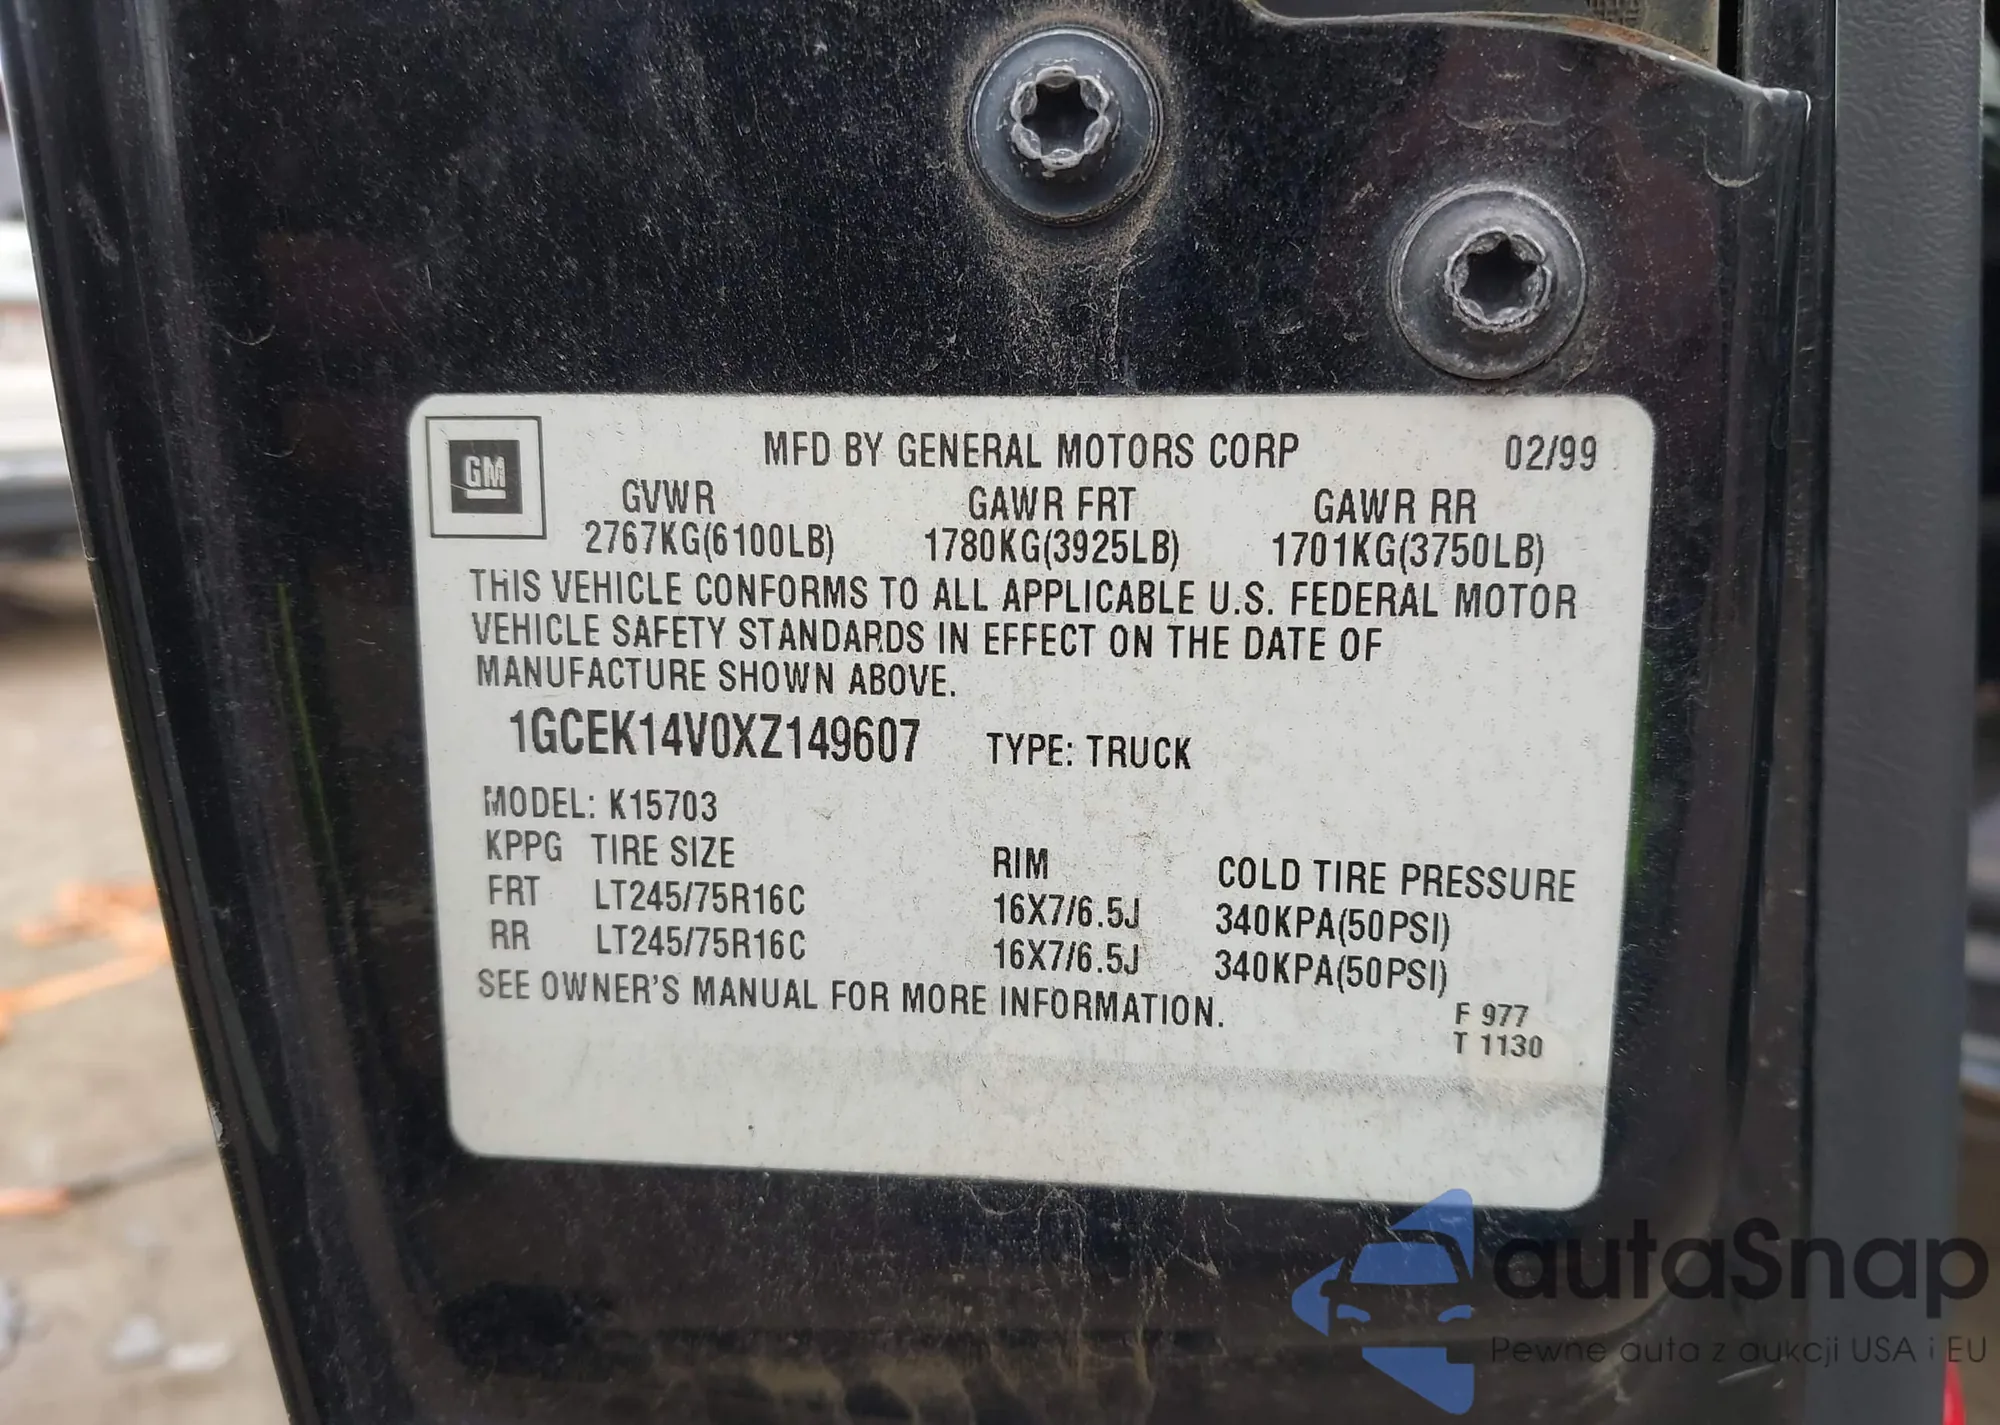 GM
MFD BY GENERAL MOTORS CORP 02/99
GVWR GAWR FRT GAWR RR
2767KG(6100LB) 1780KG(3925LB) 1701KG(3750LB)
THIS VEHICLE CONFORMS TO ALL APPLICABLE U.S. FEDERAL MOTOR
VEHICLE SAFETY STANDARDS IN EFFECT ON THE DATE OF
MANUFACTURE SHOWN ABOVE.
1GCEK14V0XZ149607 TYPE: TRUCK
MODEL: K15703
KPPG TIRE SIZE RIM COLD TIRE PRESSURE
FRT LT245/75R16C 16X7/6.5J 340KPA(50PSI)
RR LT245/75R16C 16X7/6.5J 340KPA(50PSI)
SEE OWNER'S MANUAL FOR MORE INFORMATION.
F 977
T 1130
autaSnap
Pewne auta z aukcji USA i EU